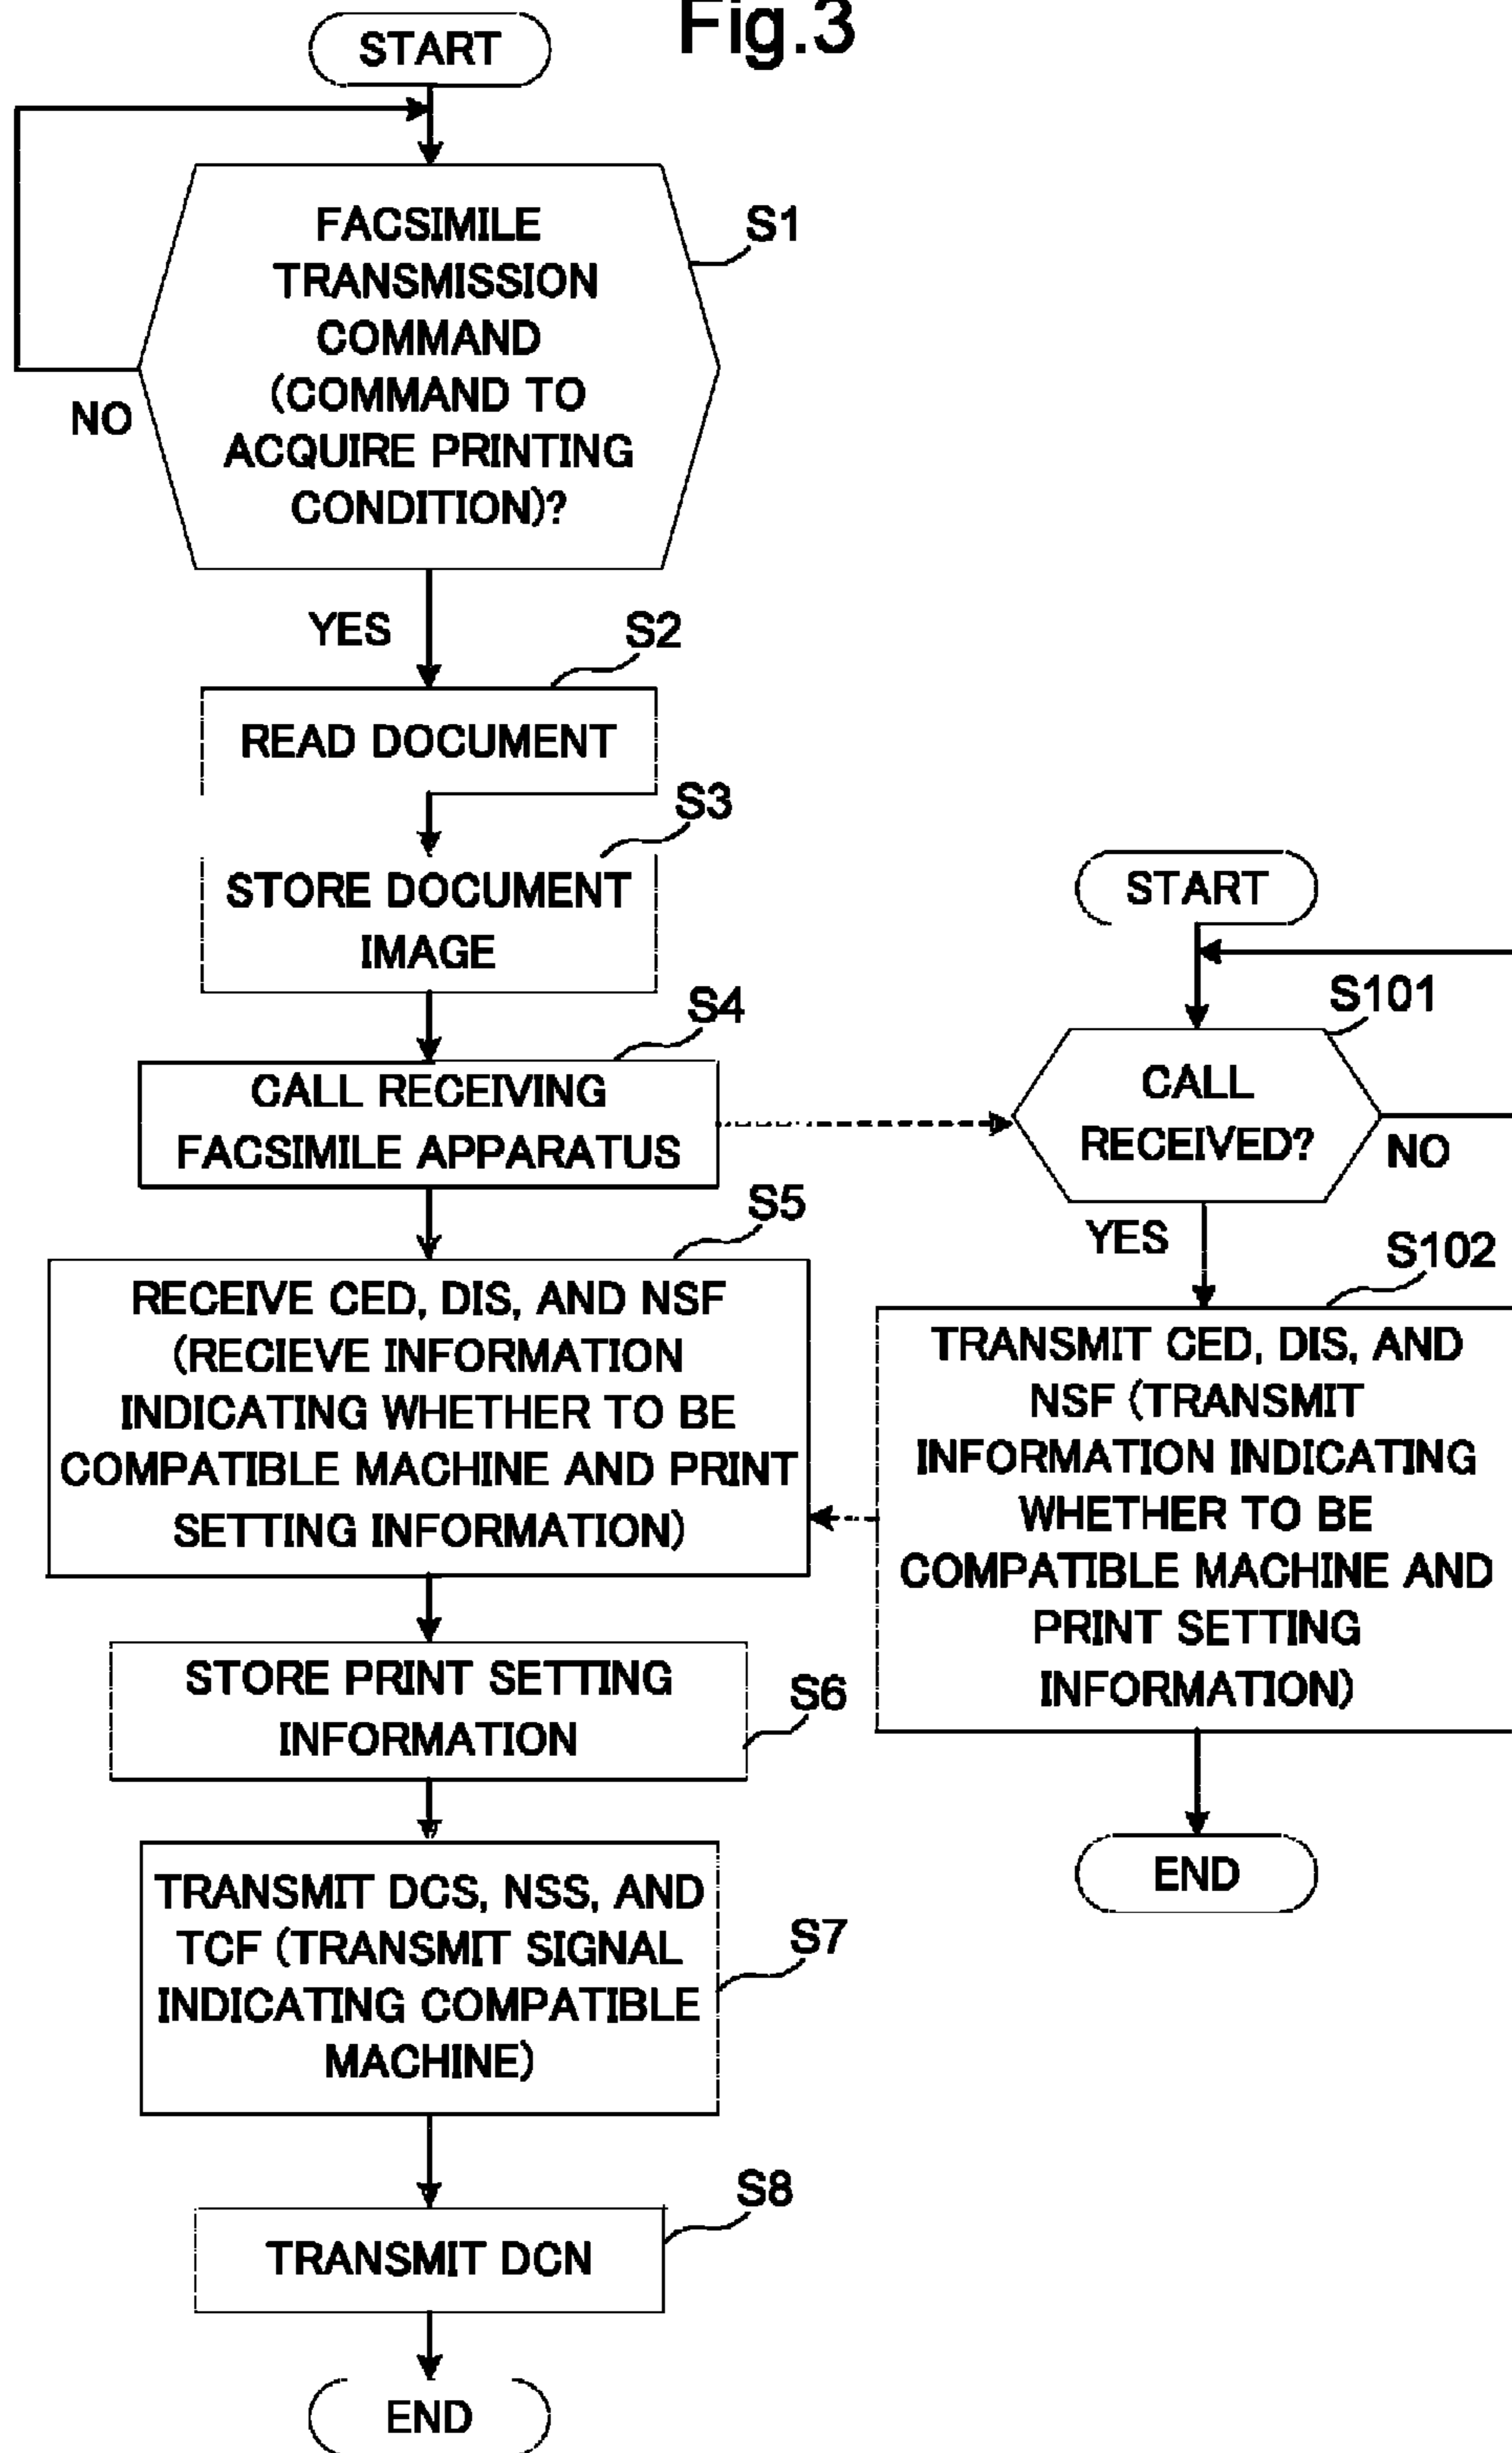 Fig.3
START
FACSIMILE
TRANSMISSION
COMMAND
(COMMAND TO
ACQUIRE PRINTING
CONDITION)?
S1
NO
YES
S2
READ DOCUMENT
S3
STORE DOCUMENT
IMAGE
S4
CALL RECEIVING
FACSIMILE APPARATUS
S5
RECEIVE CED, DIS, AND NSF
(RECIEVE INFORMATION
INDICATING WHETHER TO BE
COMPATIBLE MACHINE AND PRINT
SETTING INFORMATION)
STORE PRINT SETTING
INFORMATION
S6
TRANSMIT DCS, NSS, AND
TCF (TRANSMIT SIGNAL
INDICATING COMPATIBLE
MACHINE)
S7
S8
TRANSMIT DCN
END
START
S101
CALL
RECEIVED?
NO
YES
S102
TRANSMIT CED, DIS, AND
NSF (TRANSMIT
INFORMATION INDICATING
WHETHER TO BE
COMPATIBLE MACHINE AND
PRINT SETTING
INFORMATION)
END